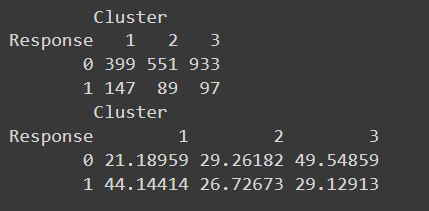 Cluster
Response 1 2 3
0 399 551 933
1 147 89 97
Cluster
Response 1 2 3
0 21.18959 29.26182 49.54859
1 44.14414 26.72673 29.12913